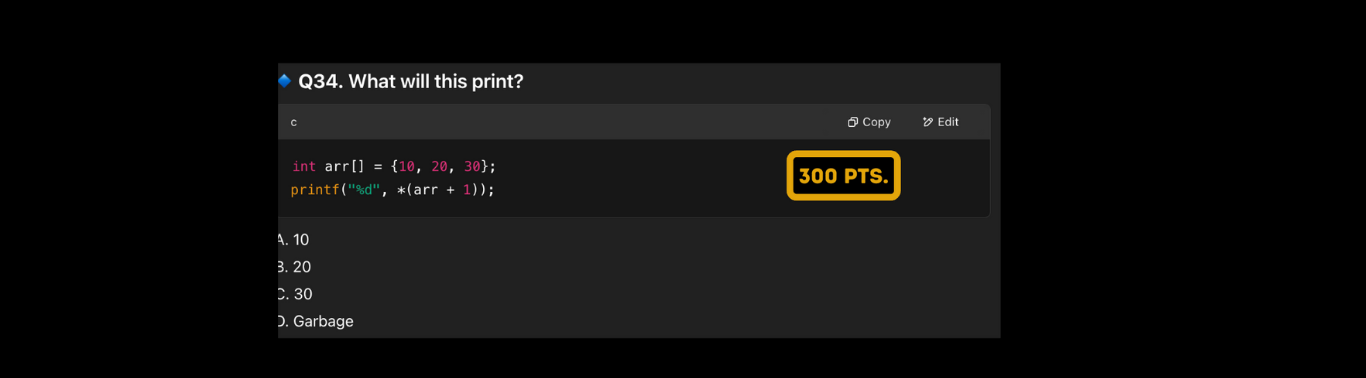 Q34. What will this print?
c Copy Edit
int arr[] = {10, 20, 30};
300 PTS.
printf("%d", *(arr + 1));
A. 10
B. 20
C. 30
D. Garbage